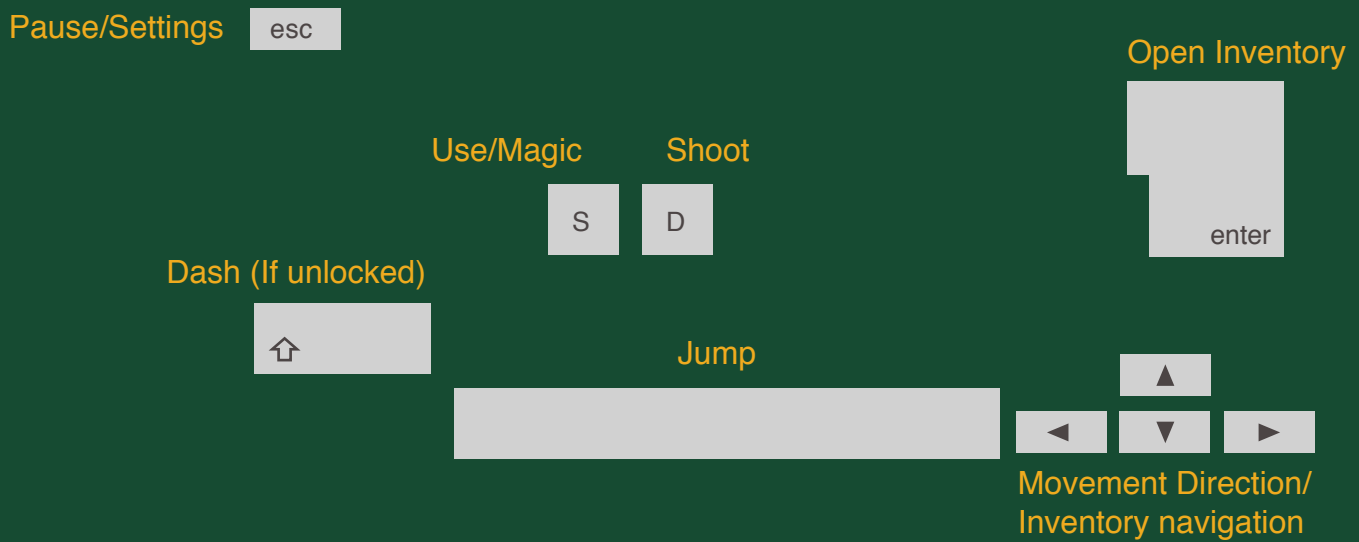 Pause/Settings esc
Open Inventory
Use/Magic Shoot
S D
enter
Dash (If unlocked)
Jump
Movement Direction/
Inventory navigation